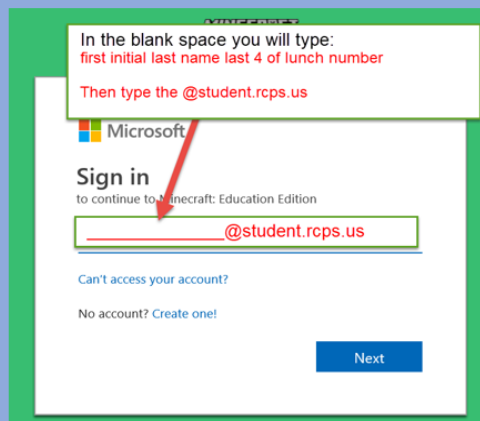 In the blank space you will type:
first initial last name last 4 of lunch number
Then type the @student.rcps.us
Microsoft
Sign in
to continue to Minecraft: Education Edition
@student.rcps.us
Can't access your account?
No account? Create one!
Next